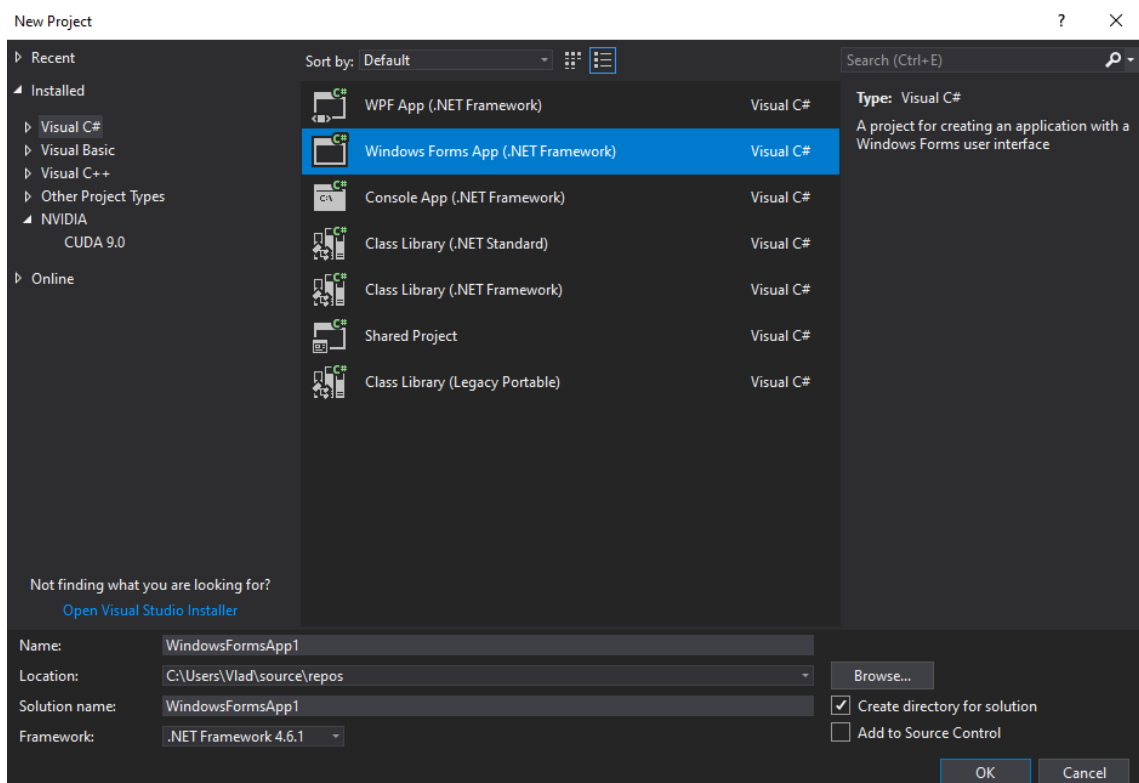 New Project
?
Recent
Installed
Visual C#
Visual Basic
Visual C++
Other Project Types
NVIDIA
CUDA 9.0
Online
Not finding what you are looking for?
Open Visual Studio Installer
Sort by: Default
C# WPF App (.NET Framework) Visual C#
C# Windows Forms App (.NET Framework) Visual C#
C# C:\ Console App (.NET Framework) Visual C#
C# Class Library (.NET Standard) Visual C#
C# Class Library (.NET Framework) Visual C#
C# Shared Project Visual C#
C# Class Library (Legacy Portable) Visual C#
Search (Ctrl+E)
Type: Visual C#
A project for creating an application with a
Windows Forms user interface
Name: WindowsFormsApp1
Location: C:\Users\Vlad\source\repos
Browse...
Solution name: WindowsFormsApp1
Create directory for solution
Framework: .NET Framework 4.6.1
Add to Source Control
OK Cancel